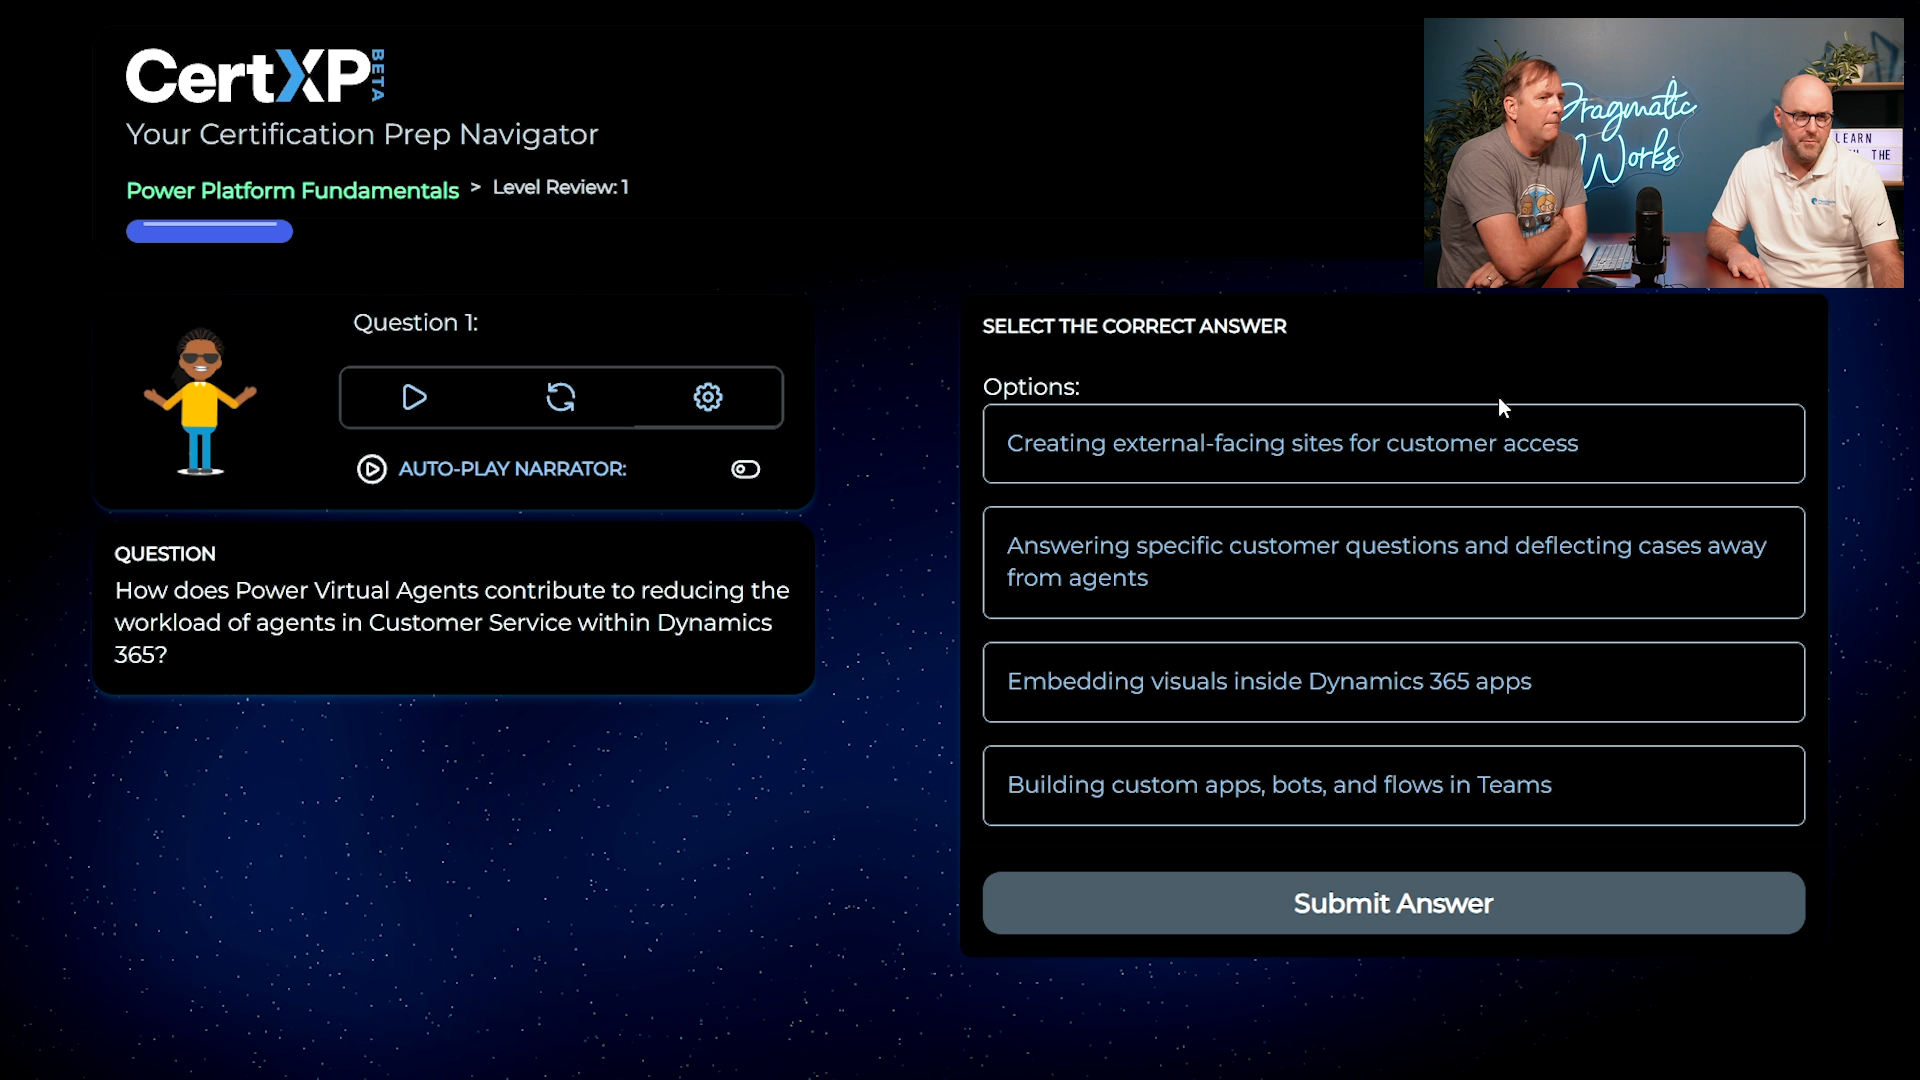 CertXP BETA
Your Certification Prep Navigator
Power Platform Fundamentals > Level Review: 1
Pragmatic
Works
LEARN
THE
Question 1:
AUTO-PLAY NARRATOR:
QUESTION
How does Power Virtual Agents contribute to reducing the
workload of agents in Customer Service within Dynamics
365?
SELECT THE CORRECT ANSWER
Options:
Creating external-facing sites for customer access
Answering specific customer questions and deflecting cases away
from agents
Embedding visuals inside Dynamics 365 apps
Building custom apps, bots, and flows in Teams
Submit Answer